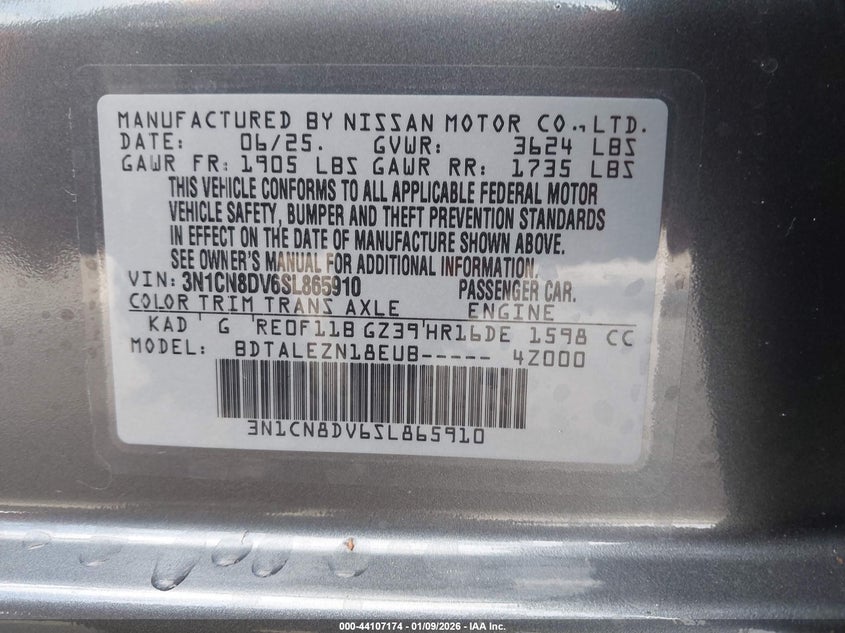 MANUFACTURED BY NISSAN MOTOR CO., LTD.
DATE: 06/25. GVWR: 3624 LBS
GAWR FR: 1905 LBS GAWR RR: 1735 LBS
THIS VEHICLE CONFORMS TO ALL APPLICABLE FEDERAL MOTOR
VEHICLE SAFETY, BUMPER AND THEFT PREVENTION STANDARDS
IN EFFECT ON THE DATE OF MANUFACTURE SHOWN ABOVE.
SEE OWNER'S MANUAL FOR ADDITIONAL INFORMATION.
VIN: 3N1CN8DV6SL865910 PASSENGER CAR.
COLOR TRIM TRANS AXLE ENGINE
KAD ' G ' RE0F11B GZ39 ' HR16DE 1598 CC
MODEL: BDTALEZN18EUB----- 4Z000
3N1CN8DV6SL865910
000-44107174 - 01/09/2026 - IAA Inc.